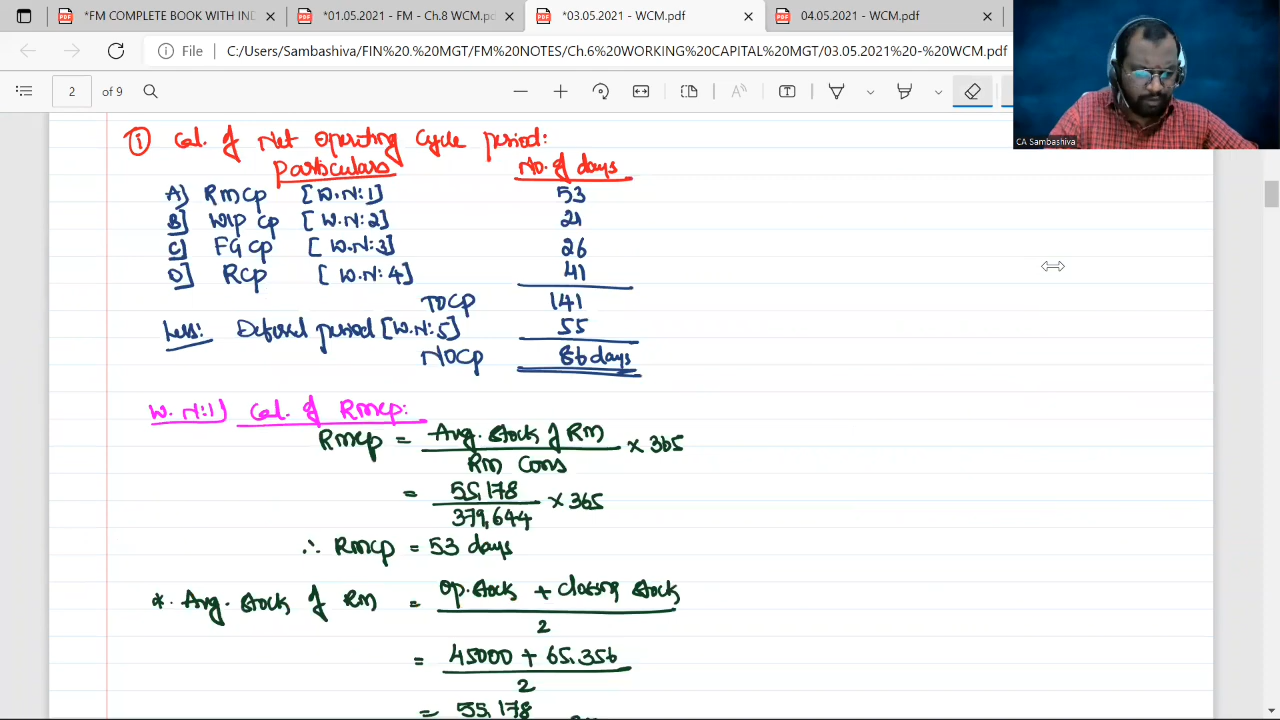 *FM COMPLETE BOOK WITH IND
*01.05.2021 - FM - Ch.8 WCM.pdf
*03.05.2021 - WCM.pdf
04.05.2021 - WCM.pdf
File C:/Users/Sambashiva/FIN%20.%20MGT/FM%20NOTES/Ch.6%20WORKING%20CAPITAL%20MGT/03.05.2021%20-%20WCM.pdf
2 of 9
CA Sambashiva
① Cal. of Net Operating Cycle period:
Particulars No. of days
A] RMCP [W.N:1] 53
B] WIP CP [W.N:2] 21
C] FG CP [W.N:3] 26
D] RCP [W.N:4] 41
TOCP 141
Less: Deferral period [W.N:5] 55
NOCP 86 days
W.N:1) Cal. of RMCP:
RMCP = Avg. Stock of RM
RM Cons × 365
= 55,178
379,644 × 365
∴ RMCP = 53 days
*. Avg. Stock of RM = Op. Stock + Closing Stock
2
= 45000 + 65,356
2
= 55,178